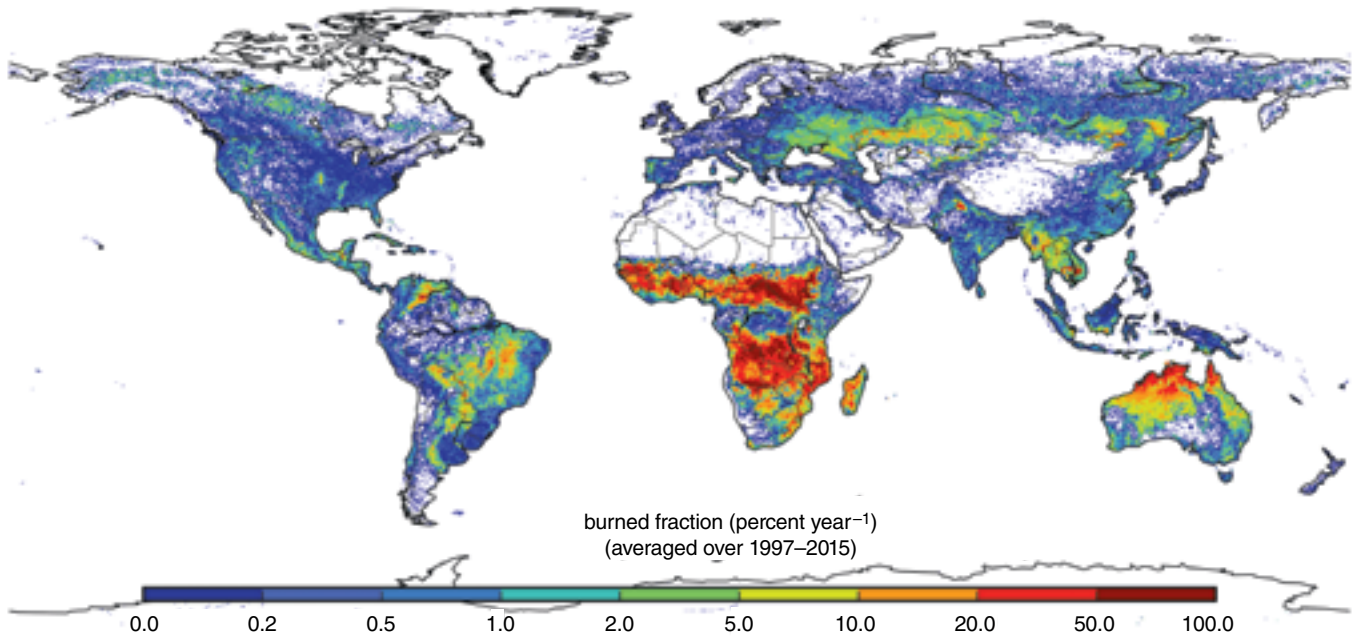 burned fraction (percent year−1)
(averaged over 1997–2015)
0.0 0.2 0.5 1.0 2.0 5.0 10.0 20.0 50.0 100.0